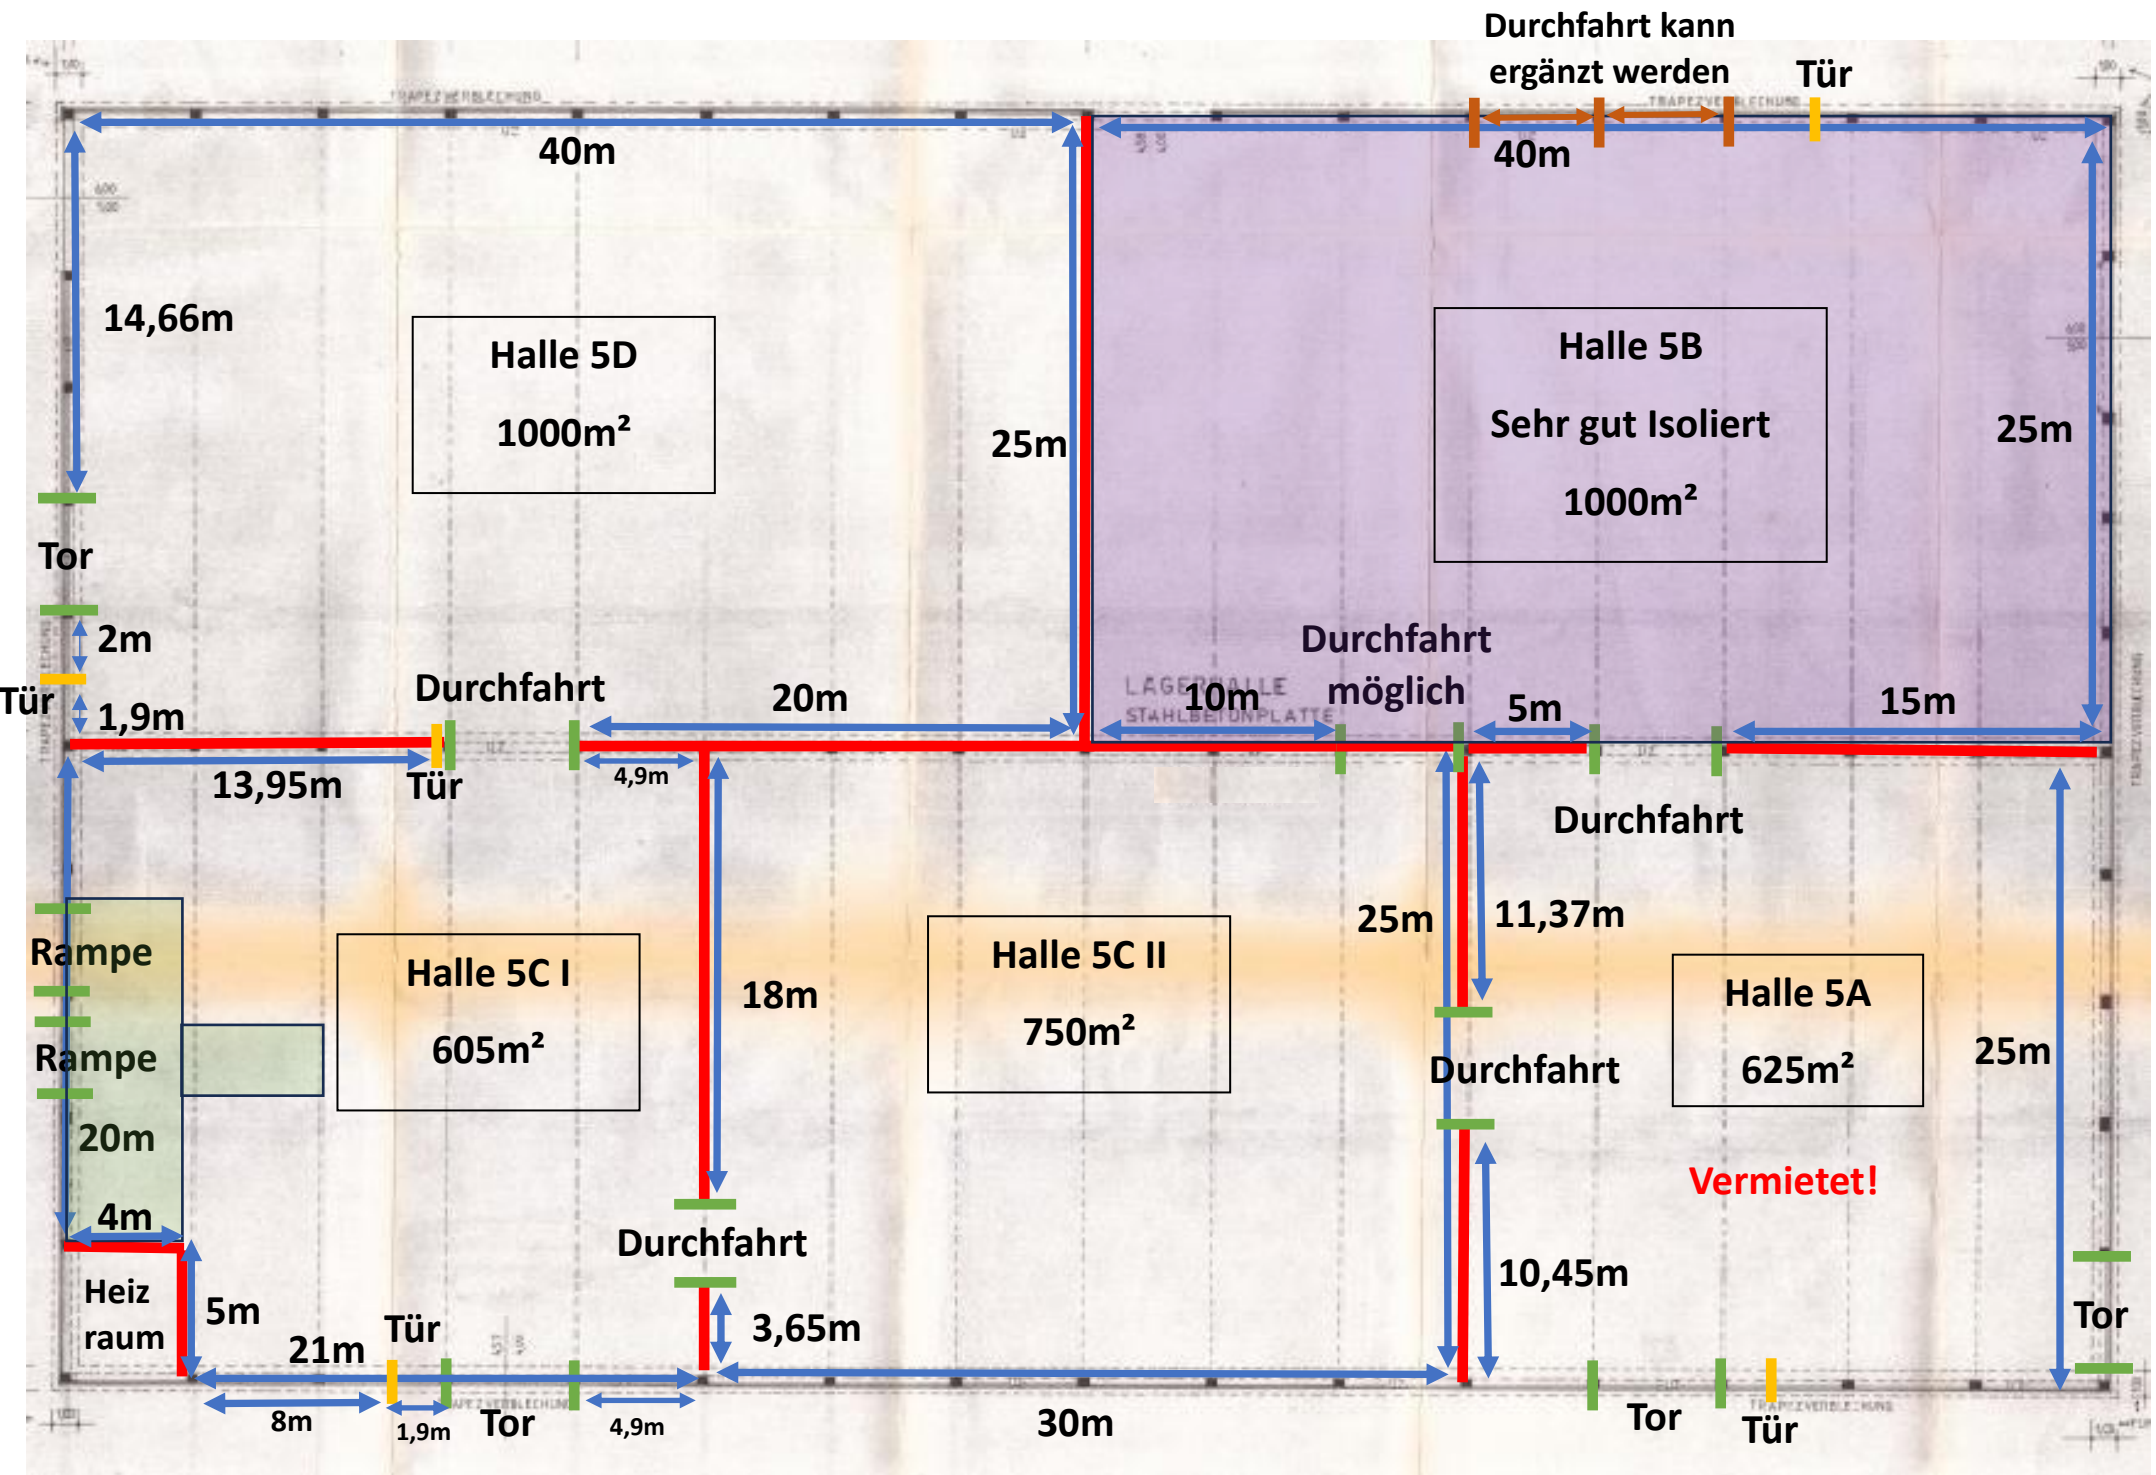 Durchfahrt kann
ergänzt werden
Tür
TRAPEZVERBLECHUNG
TRAPEZVERBLECHUNG
40m
40m
14,66m
Halle 5D
1000m²
25m
Halle 5B
Sehr gut Isoliert
1000m²
25m
Tor
2m
Tür
1,9m
Durchfahrt
20m
LAGERHALLE
STAHLBETONPLATTE
10m
Durchfahrt
möglich
5m
15m
13,95m
Tür
4,9m
Durchfahrt
Rampe
Rampe
20m
4m
Halle 5C I
605m²
18m
Halle 5C II
750m²
25m
11,37m
Durchfahrt
Halle 5A
625m²
25m
Vermietet!
Heiz
raum
5m
21m
Tür
Durchfahrt
3,65m
10,45m
Tor
8m
1,9m
Tor
4,9m
30m
Tor
Tür
TRAPEZVERBLECHUNG